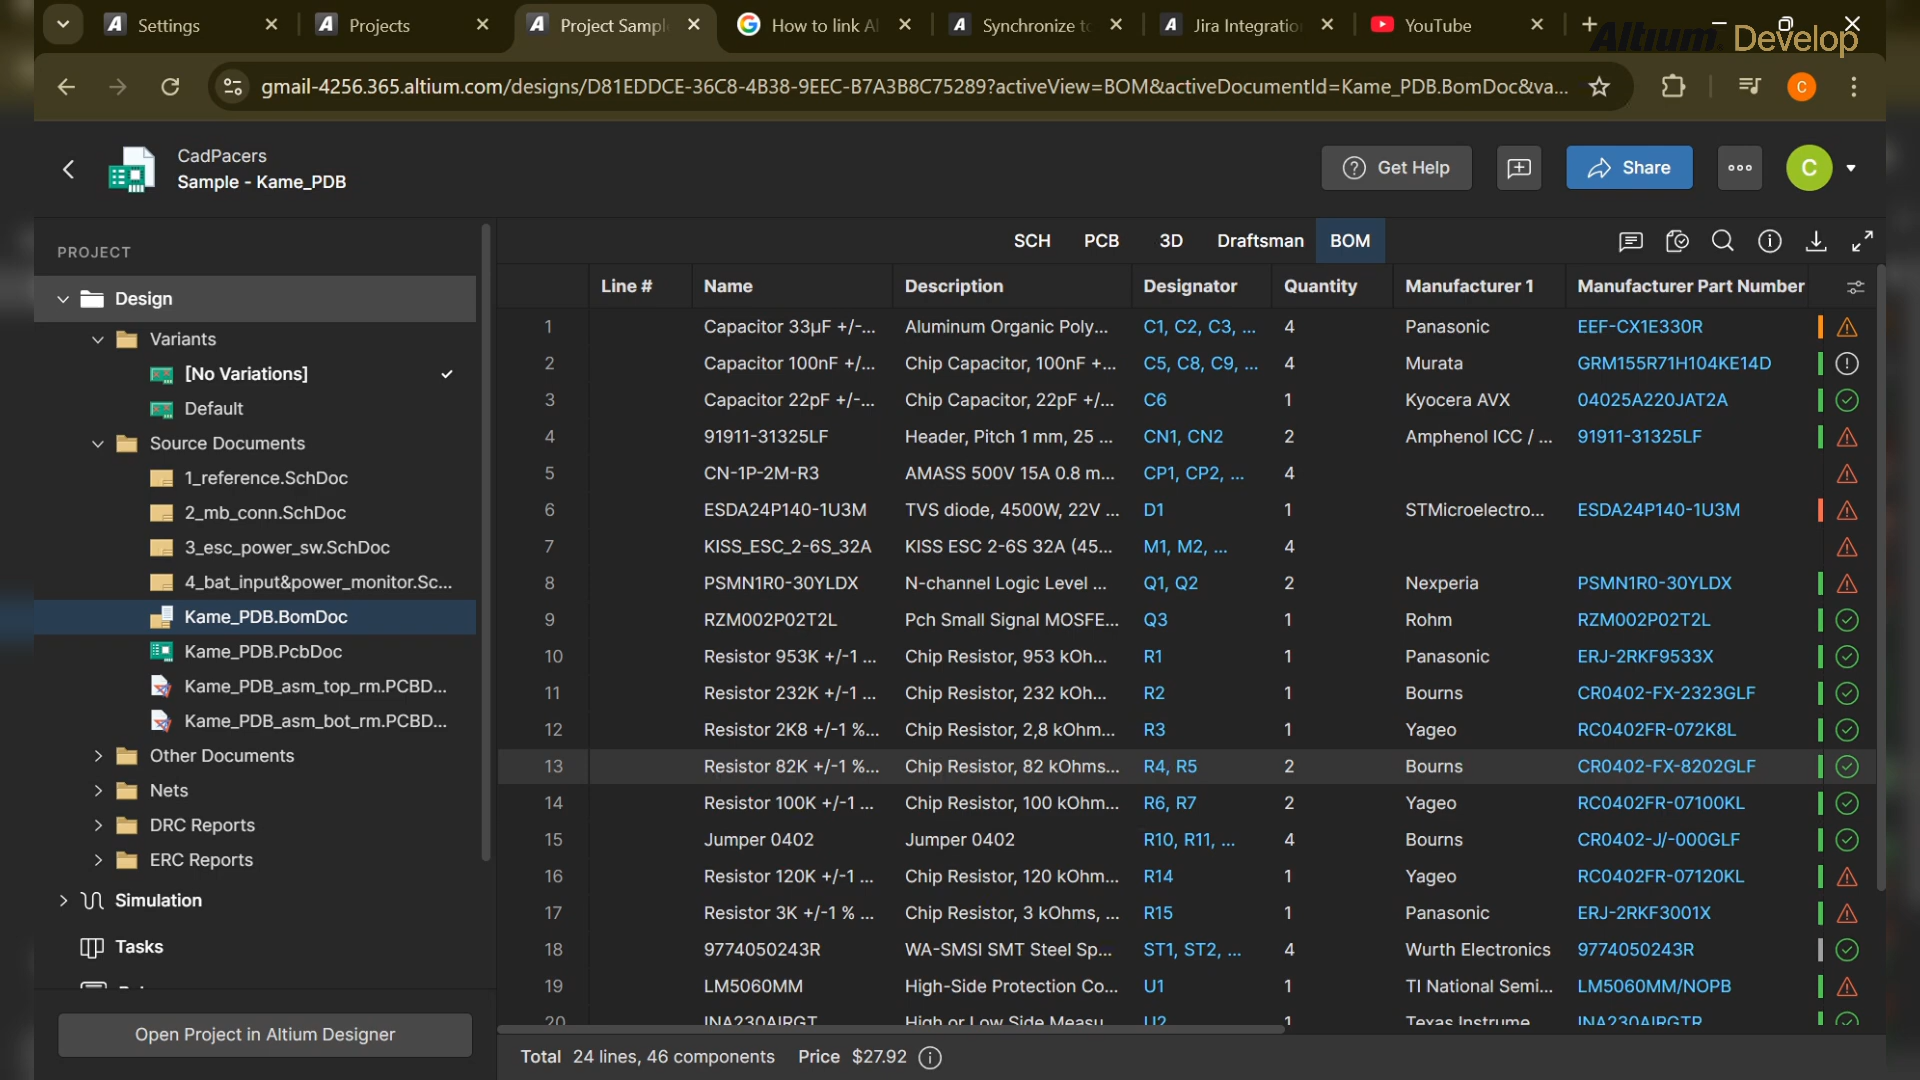 Settings
Projects
Project Sampl
How to link Al
Synchronize to
Jira Integration
YouTube
Altium Develop
gmail-4256.365.altium.com/designs/D81EDDCE-36C8-4B38-9EEC-B7A3B8C75289?activeView=BOM&activeDocumentId=Kame_PDB.BomDoc&va...
C
CadPacers
Sample - Kame_PDB
Get Help
Share
C
PROJECT
Design
Variants
[No Variations]
Default
Source Documents
1_reference.SchDoc
2_mb_conn.SchDoc
3_esc_power_sw.SchDoc
4_bat_input&power_monitor.Sc...
Kame_PDB.BomDoc
Kame_PDB.PcbDoc
Kame_PDB_asm_top_rm.PCBD...
Kame_PDB_asm_bot_rm.PCBD...
Other Documents
Nets
DRC Reports
ERC Reports
Simulation
Tasks
Open Project in Altium Designer
SCH PCB 3D Draftsman BOM
Line # Name Description Designator Quantity Manufacturer 1 Manufacturer Part Number
1 Capacitor 33µF +/-... Aluminum Organic Poly... C1, C2, C3, ... 4 Panasonic EEF-CX1E330R
2 Capacitor 100nF +/... Chip Capacitor, 100nF +... C5, C8, C9, ... 4 Murata GRM155R71H104KE14D
3 Capacitor 22pF +/-... Chip Capacitor, 22pF +/... C6 1 Kyocera AVX 04025A220JAT2A
4 91911-31325LF Header, Pitch 1 mm, 25 ... CN1, CN2 2 Amphenol ICC / ... 91911-31325LF
5 CN-1P-2M-R3 AMASS 500V 15A 0.8 m... CP1, CP2, ... 4
6 ESDA24P140-1U3M TVS diode, 4500W, 22V ... D1 1 STMicroelectro... ESDA24P140-1U3M
7 KISS_ESC_2-6S_32A KISS ESC 2-6S 32A (45... M1, M2, ... 4
8 PSMN1R0-30YLDX N-channel Logic Level ... Q1, Q2 2 Nexperia PSMN1R0-30YLDX
9 RZM002P02T2L Pch Small Signal MOSFE... Q3 1 Rohm RZM002P02T2L
10 Resistor 953K +/-1 ... Chip Resistor, 953 kOh... R1 1 Panasonic ERJ-2RKF9533X
11 Resistor 232K +/-1 ... Chip Resistor, 232 kOh... R2 1 Bourns CR0402-FX-2323GLF
12 Resistor 2K8 +/-1 %... Chip Resistor, 2,8 kOhm... R3 1 Yageo RC0402FR-072K8L
13 Resistor 82K +/-1 %... Chip Resistor, 82 kOhms... R4, R5 2 Bourns CR0402-FX-8202GLF
14 Resistor 100K +/-1 ... Chip Resistor, 100 kOhm... R6, R7 2 Yageo RC0402FR-07100KL
15 Jumper 0402 Jumper 0402 R10, R11, ... 4 Bourns CR0402-J/-000GLF
16 Resistor 120K +/-1 ... Chip Resistor, 120 kOhm... R14 1 Yageo RC0402FR-07120KL
17 Resistor 3K +/-1 % ... Chip Resistor, 3 kOhms, ... R15 1 Panasonic ERJ-2RKF3001X
18 9774050243R WA-SMSI SMT Steel Sp... ST1, ST2, ... 4 Wurth Electronics 9774050243R
19 LM5060MM High-Side Protection Co... U1 1 TI National Semi... LM5060MM/NOPB
20 INA230AIRGT High or Low Side Measu U2 1 Texas Instrume INA230AIRGTR
Total 24 lines, 46 components Price $27.92